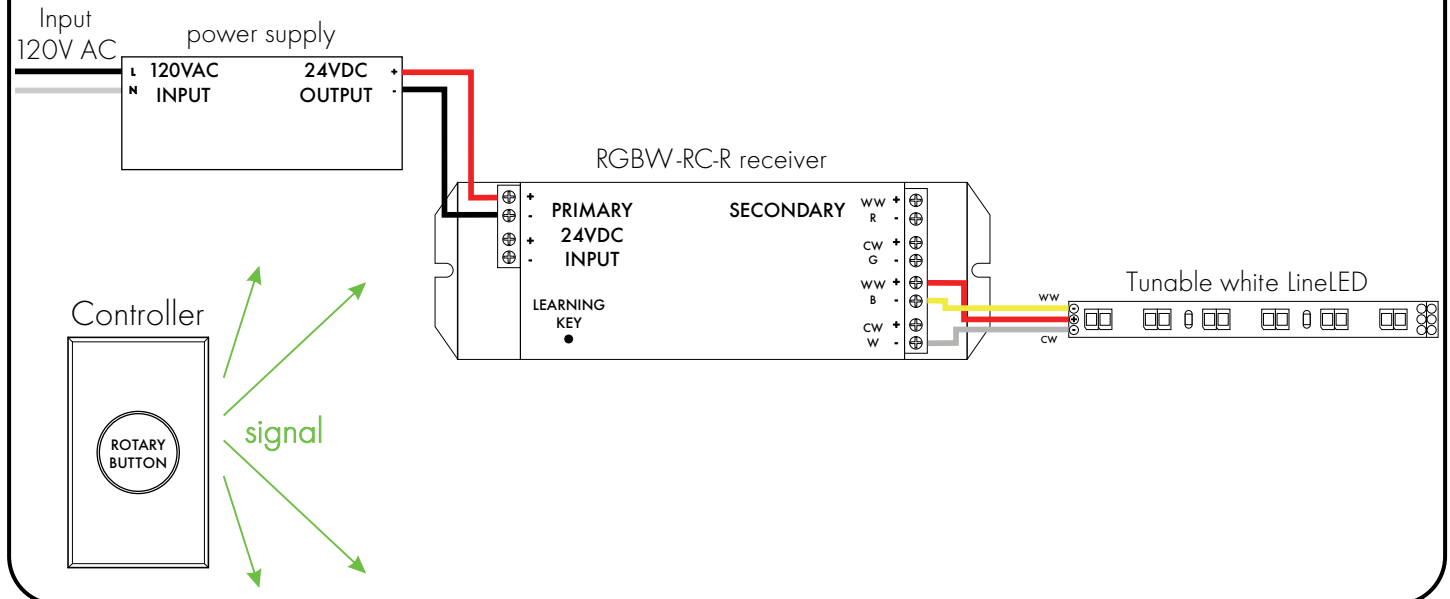 Input
120V AC
power supply
L 120VAC 24VDC +
N INPUT OUTPUT -
RGBW-RC-R receiver
+
-
+
-
PRIMARY
24VDC
INPUT
LEARNING
KEY
SECONDARY
WW +
R -
CW +
G -
WW +
B -
CW +
W -
Tunable white LineLED
WW
CW
Controller
ROTARY
BUTTON
signal